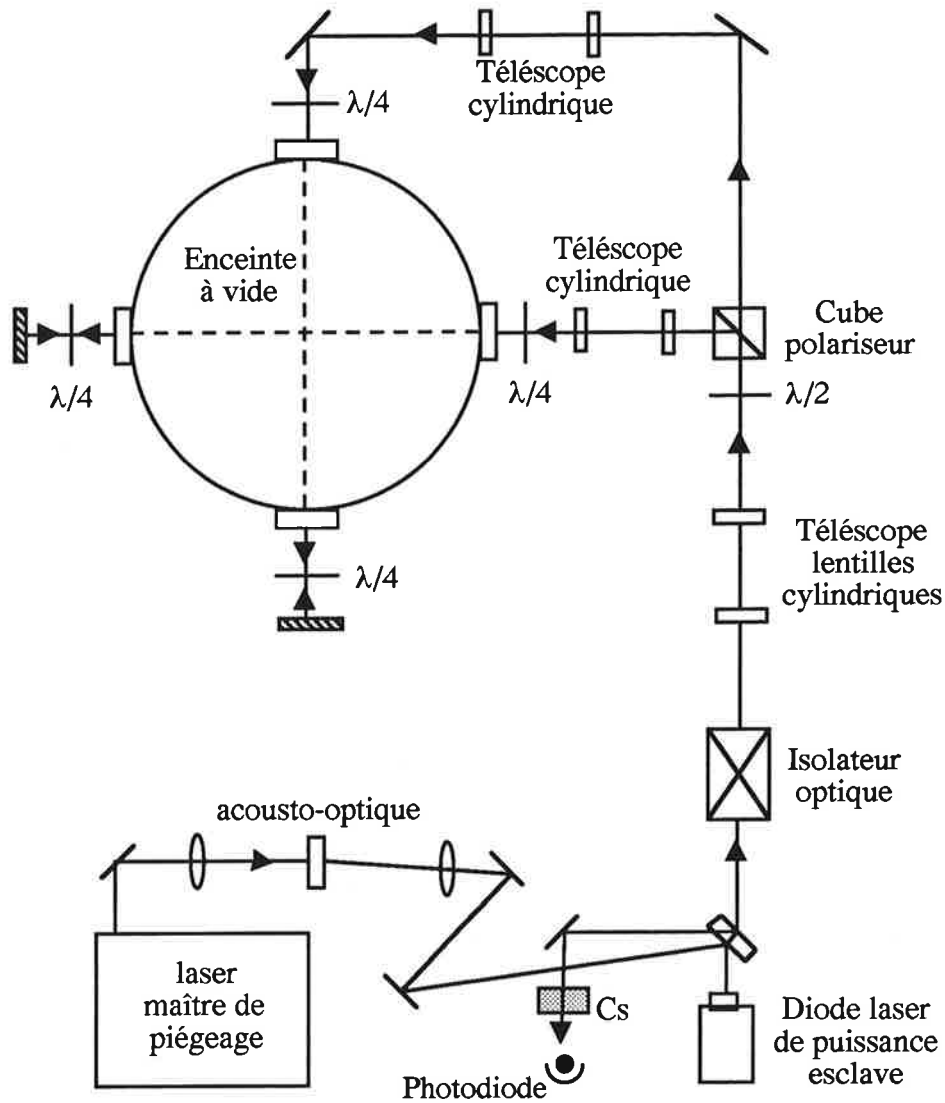 Téléscope
cylindrique
λ/4
Enceinte
à vide
Téléscope
cylindrique
Cube
polariseur
λ/4
λ/4
λ/2
λ/4
Téléscope
lentilles
cylindriques
Isolateur
optique
acousto-optique
laser
maître de
piégeage
Cs
Photodiode
Diode laser
de puissance
esclave